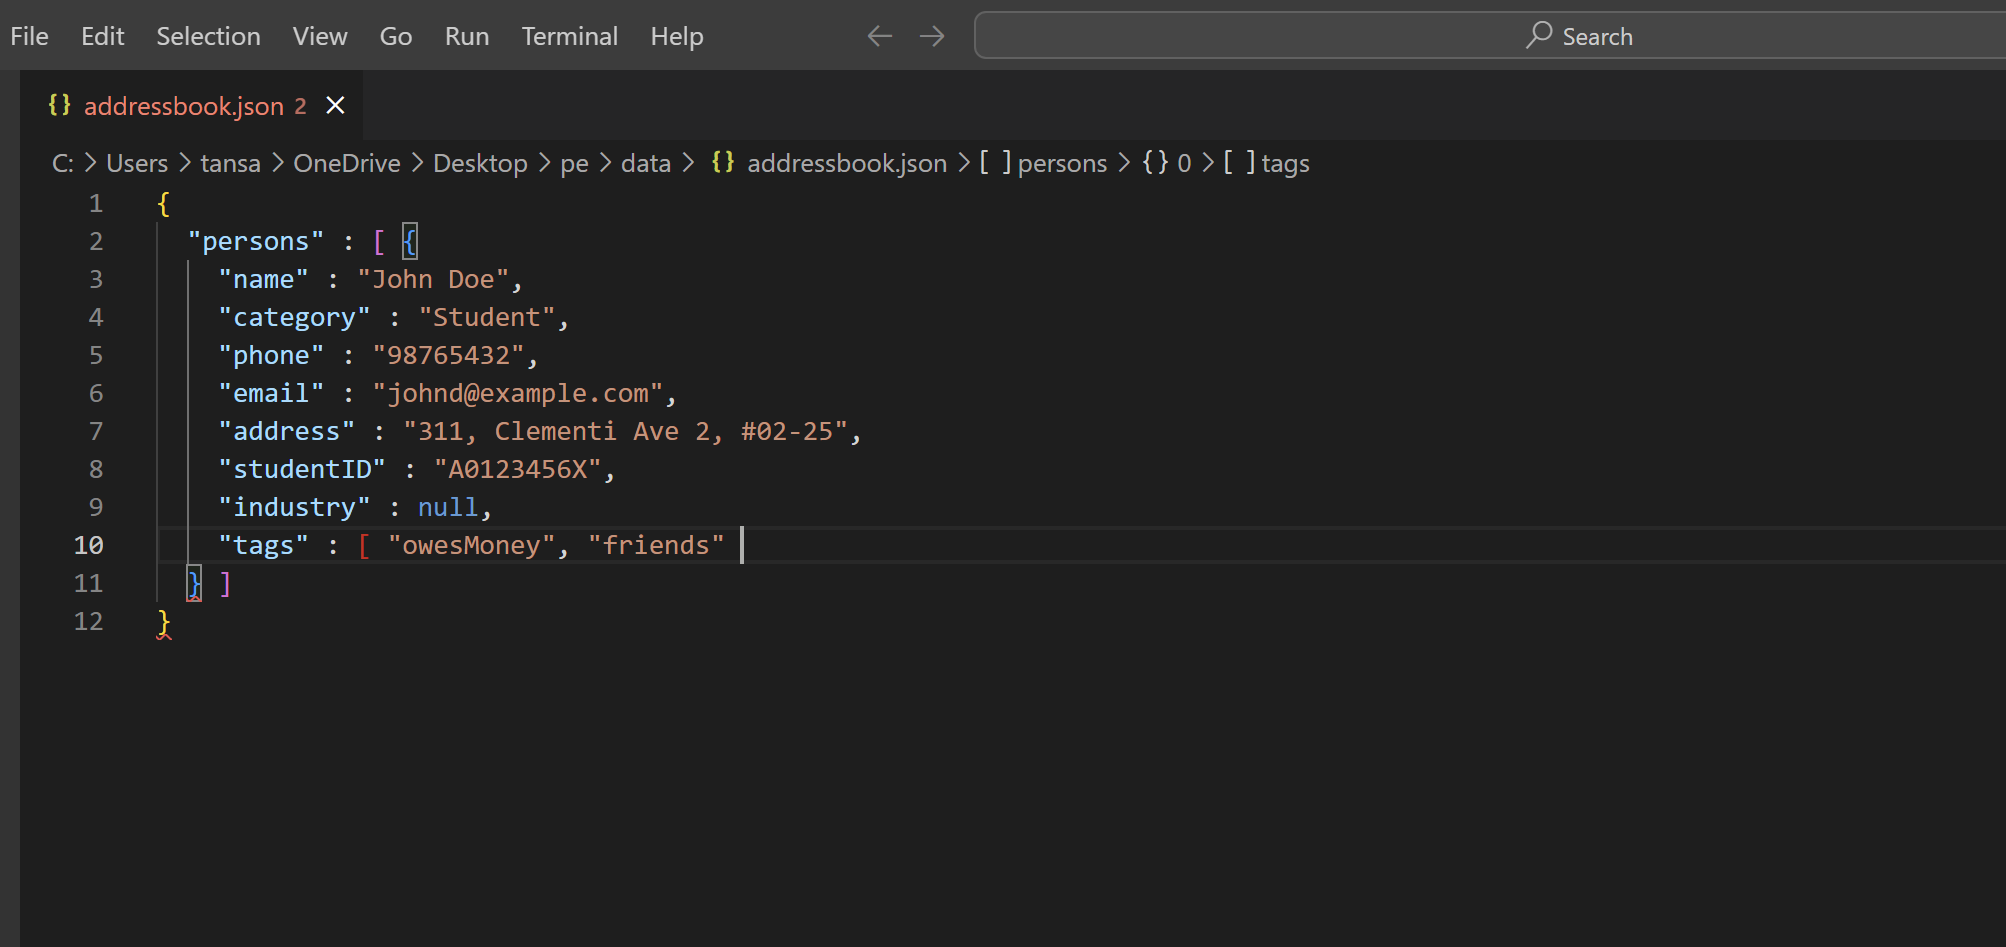 File Edit Selection View Go Run Terminal Help Search
{} addressbook.json 2 ×
C: > Users > tansa > OneDrive > Desktop > pe > data > {} addressbook.json > [ ] persons > {} 0 > [ ] tags
1 {
2 "persons" : [ {
3 "name" : "John Doe",
4 "category" : "Student",
5 "phone" : "98765432",
6 "email" : "johnd@example.com",
7 "address" : "311, Clementi Ave 2, #02-25",
8 "studentID" : "A0123456X",
9 "industry" : null,
10 "tags" : [ "owesMoney", "friends"
11 } ]
12 }